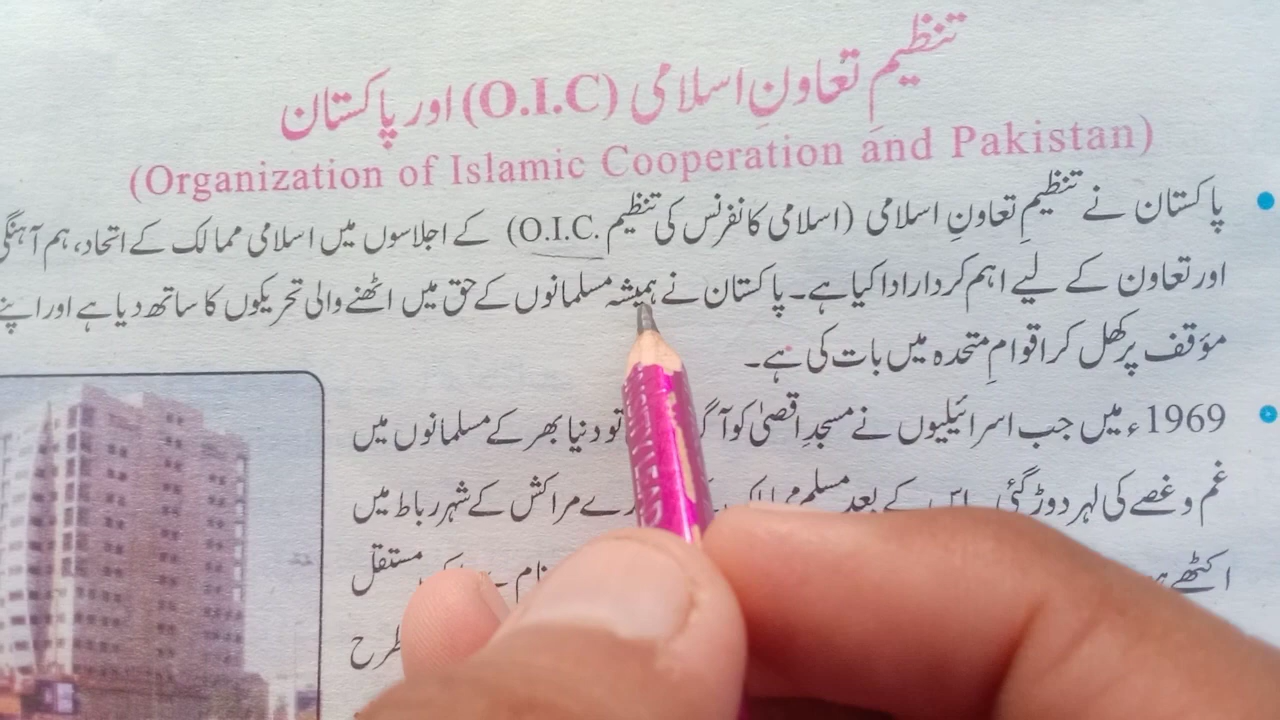 تنظیمِ تعاونِ اسلامی (O.I.C) اور پاکستان
(Organization of Islamic Cooperation and Pakistan)
پاکستان نے تنظیمِ تعاونِ اسلامی (اسلامی کانفرنس کی تنظیم O.I.C.) کے اجلاسوں میں اسلامی ممالک کے اتحاد، ہم آہنگی
اور تعاون کے لیے اہم کردار ادا کیا ہے۔ پاکستان نے ہمیشہ مسلمانوں کے حق میں اٹھنے والی تحریکوں کا ساتھ دیا ہے اور اپنے
مؤقف پر کھل کر اقوامِ متحدہ میں بات کی ہے۔
1969ء میں جب اسرائیلیوں نے مسجدِ اقصیٰ کو تو دنیا بھر کے مسلمانوں میں
غم و غصے کی لہر دوڑ گئی۔ اس کے بعد مسلم مراکش کے شہر رباط میں
اکٹھے مستقل
طرح